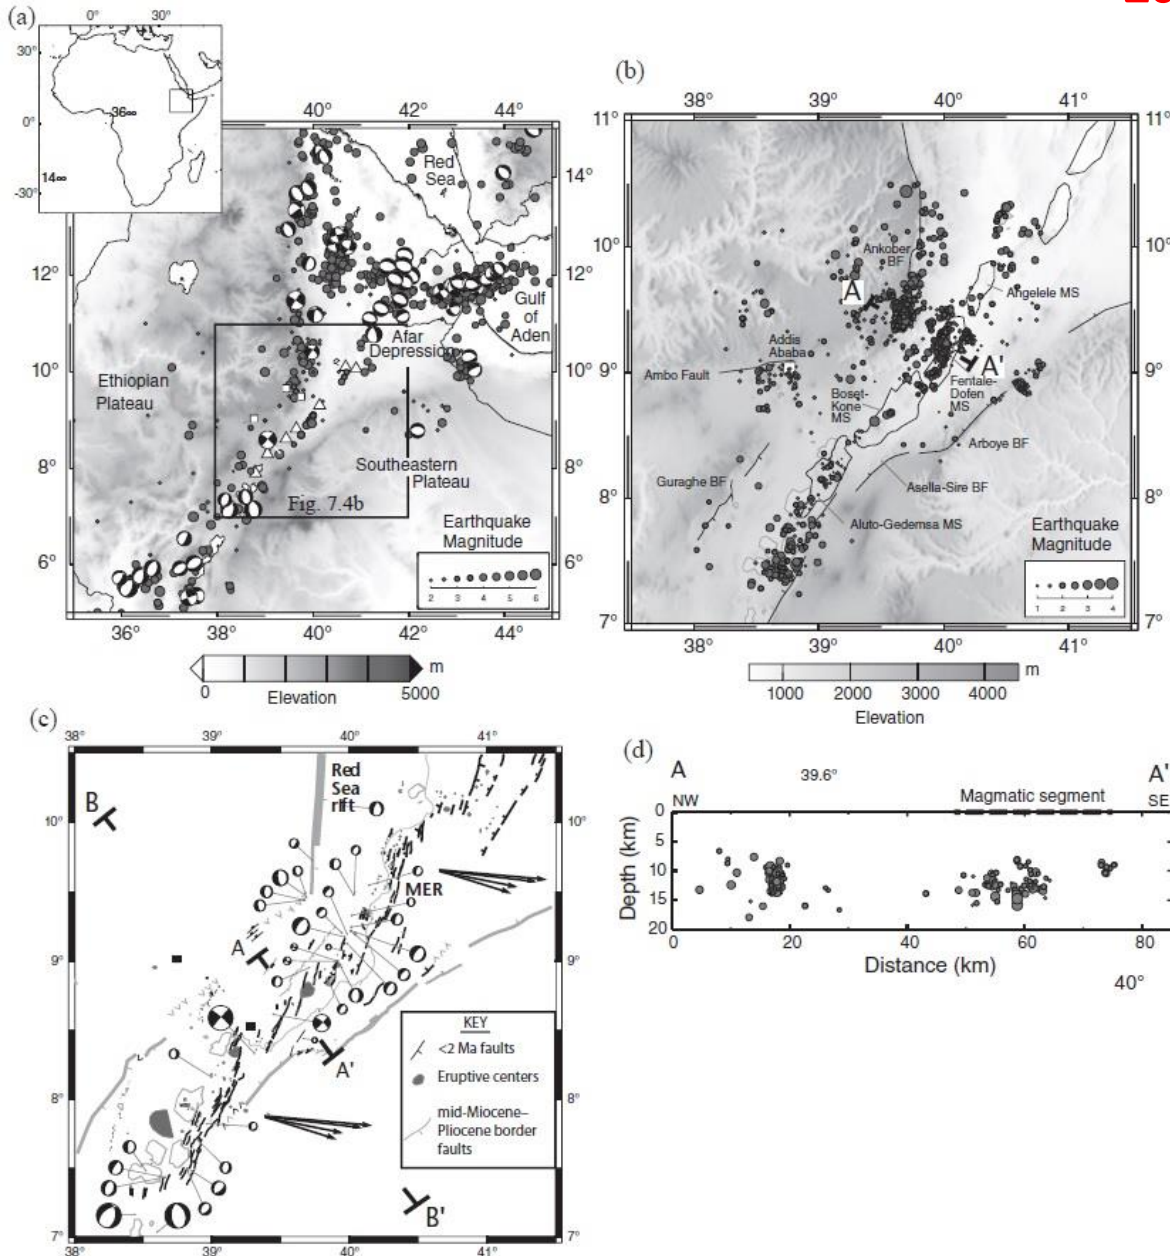 (a)
0° 30°
30°
0°
-30°
36∞
14∞
40° 42° 44°
14°
12°
10°
8°
6°
36° 38° 40° 42° 44°
Red
Sea
Gulf
of
Aden
Afar
Depression
Ethiopian
Plateau
Southeastern
Plateau
Fig. 7.4b
Earthquake
Magnitude
2 3 4 5 6
0 5000 m
Elevation
(b)
38° 39° 40° 41°
11° 11°
10° 10°
9° 9°
8° 8°
7° 7°
38° 39° 40° 41°
Ankober
BF
A
Angelele MS
Addis
Ababa
Ambo Fault
A'
Fentale-
Dofen
MS
Boset-
Kone
MS
Arboye BF
Guraghe BF
Asella-Sire BF
Aluto-Gedemsa MS
Earthquake
Magnitude
1 2 3 4
m
1000 2000 3000 4000
Elevation
(c)
38° 39° 40° 41°
10° 10°
9° 9°
8° 8°
7° 7°
38° 39° 40° 41°
B
Red
Sea
rift
MER
A
A'
B'
KEY
<2 Ma faults
Eruptive centers
mid-Miocene–
Pliocene border
faults
(d)
A 39.6° A'
NW Magmatic segment SE
0
5
10
15
20
Depth (km)
0 20 40 60 80
Distance (km)
40°